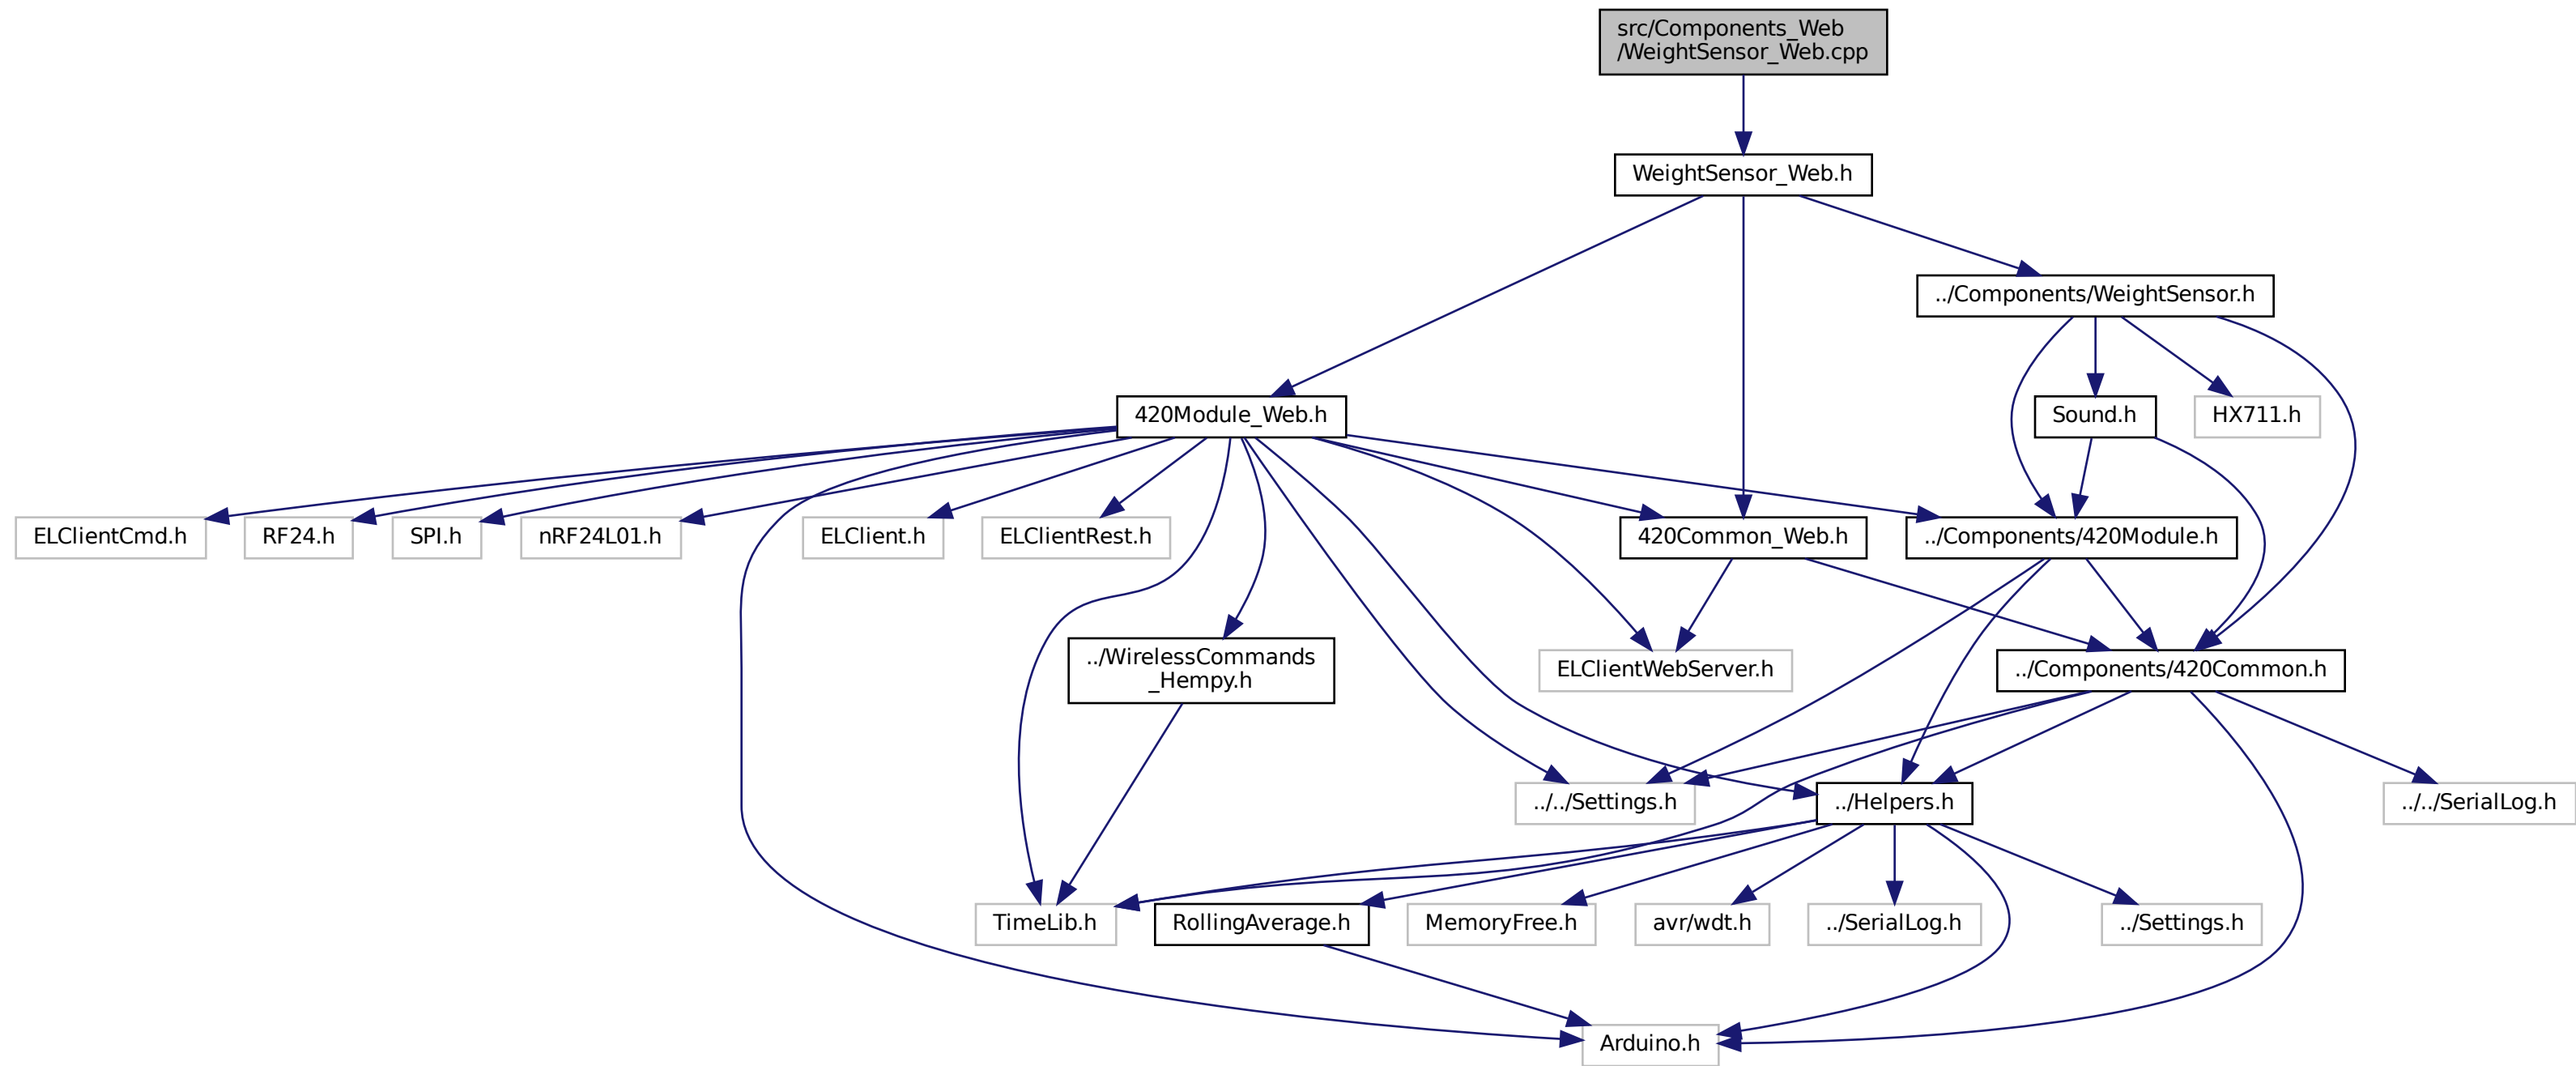 src/Components_Web
/WeightSensor_Web.cpp
WeightSensor_Web.h
../Components/WeightSensor.h
420Module_Web.h
Sound.h
HX711.h
ELClientCmd.h
RF24.h
SPI.h
nRF24L01.h
ELClient.h
ELClientRest.h
420Common_Web.h
../Components/420Module.h
../WirelessCommands
_Hempy.h
ELClientWebServer.h
../Components/420Common.h
../../Settings.h
../Helpers.h
../../SerialLog.h
TimeLib.h
RollingAverage.h
MemoryFree.h
avr/wdt.h
../SerialLog.h
../Settings.h
Arduino.h